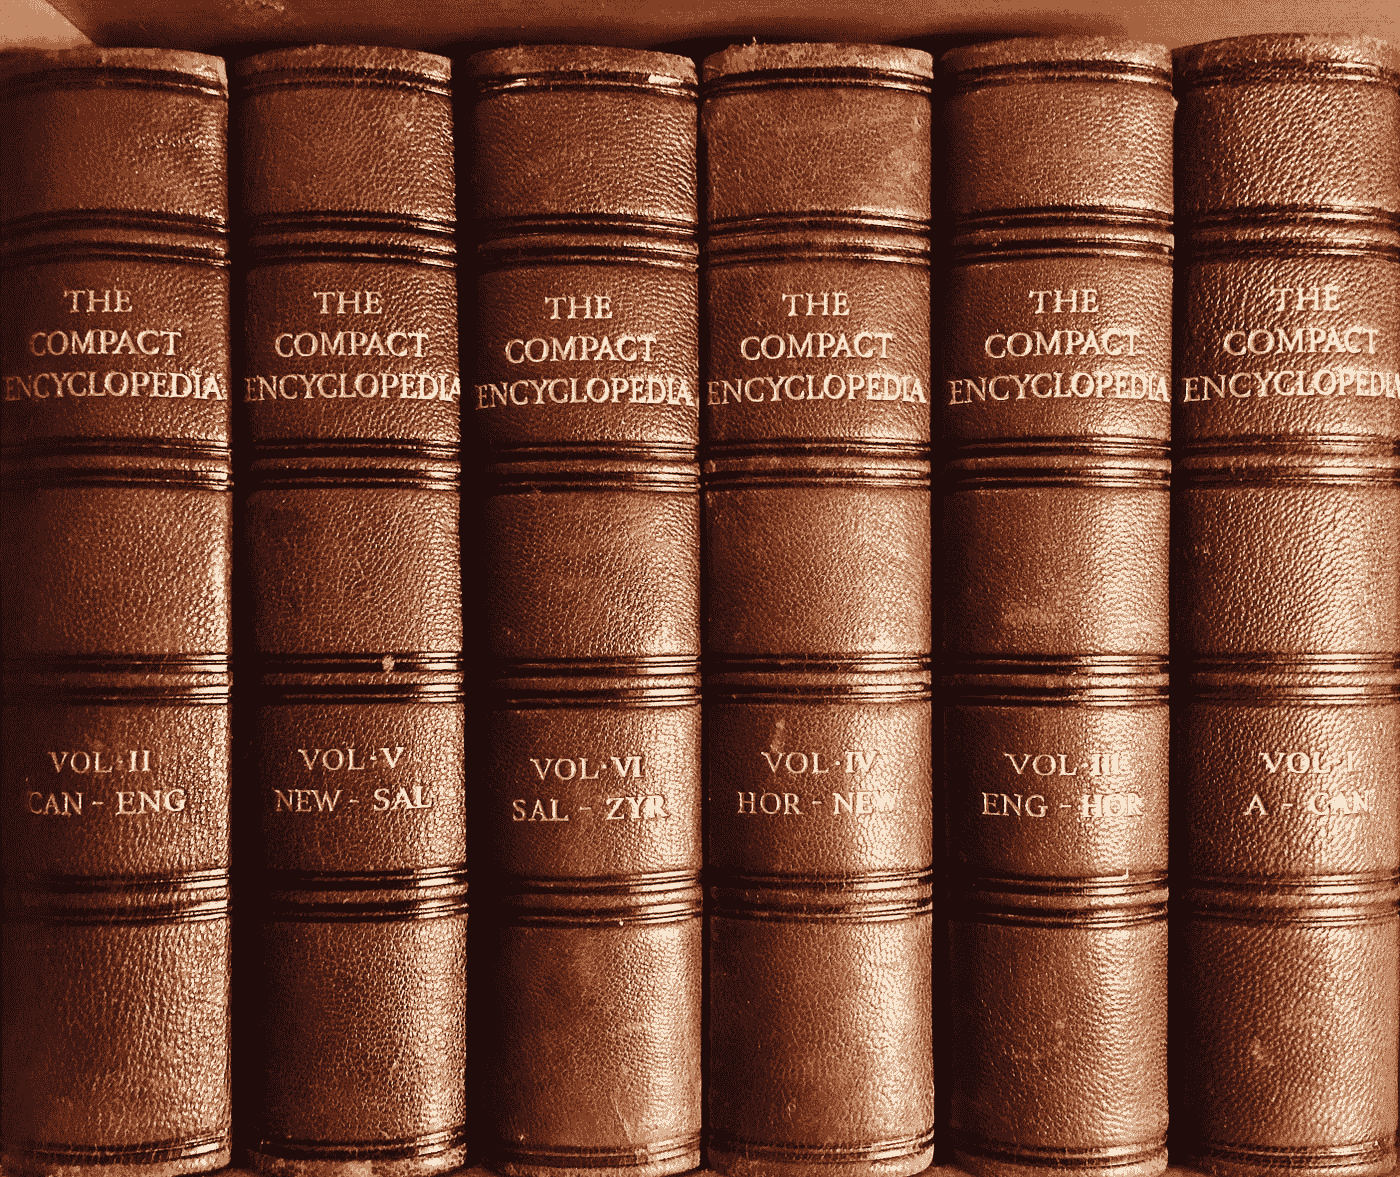 THE
COMPACT
ENCYCLOPEDIA
VOL·II
CAN - ENG
THE
COMPACT
ENCYCLOPEDIA
VOL·V
NEW - SAL
THE
COMPACT
ENCYCLOPEDIA
VOL·VI
SAL - ZYR
THE
COMPACT
ENCYCLOPEDIA
VOL·IV
HOR - NEW
THE
COMPACT
ENCYCLOPEDIA
VOL·III
ENG - HOR
THE
COMPACT
ENCYCLOPEDIA
VOL·I
A - CAN